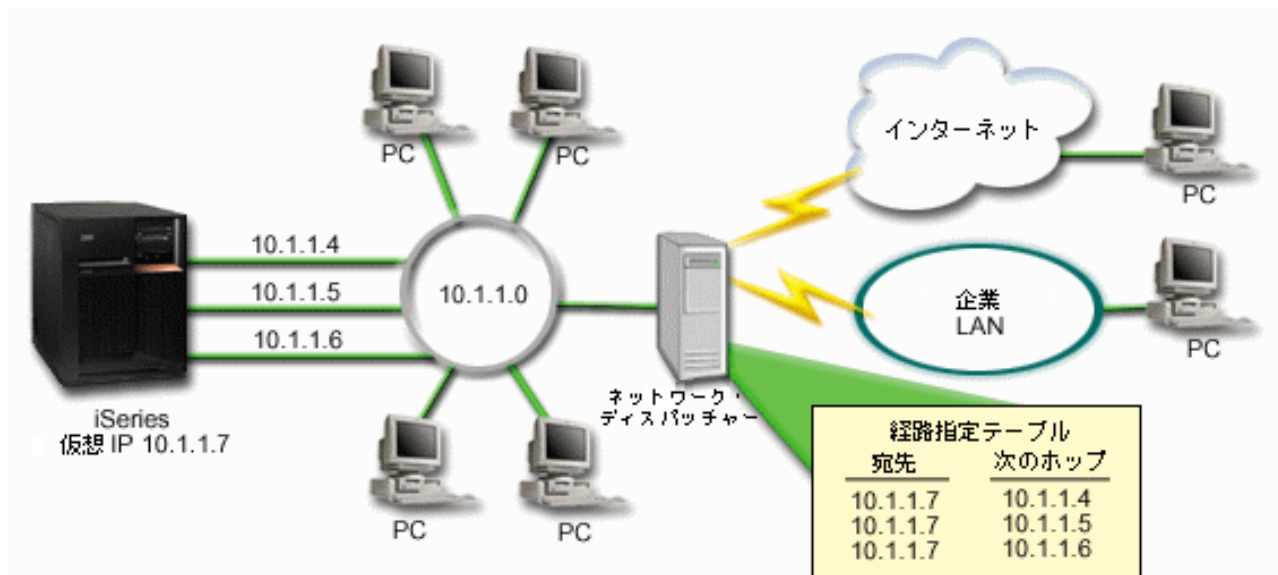 PC
PC
インターネット
PC
10.1.1.4
10.1.1.5
10.1.1.6
10.1.1.0
企業
LAN
PC
iSeries
仮想 IP 10.1.1.7
ネットワーク・
ディスパッチャー
PC
PC
経路指定テーブル
宛先 次のホップ
10.1.1.7 10.1.1.4
10.1.1.7 10.1.1.5
10.1.1.7 10.1.1.6